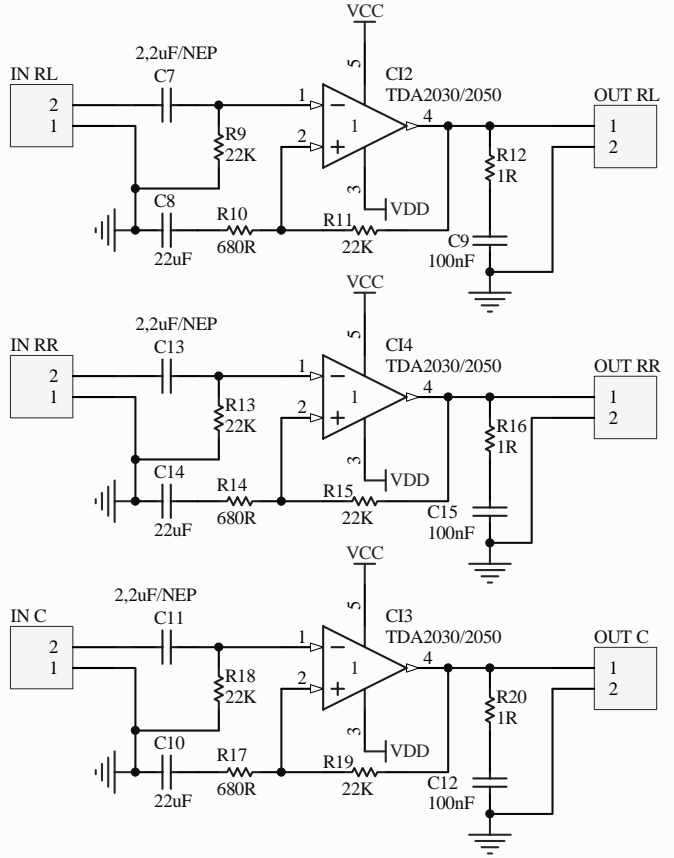 VCC
2,2uF/NEP
5
CI2
IN RL
C7
TDA2030/2050
OUT RL
2
1
−
4
1
1
R9
1
R12
2
22K
2
+
1R
C8
3
VDD
R10
R11
C9
22uF
680R
22K
100nF
VCC
2,2uF/NEP
5
CI4
IN RR
C13
TDA2030/2050
OUT RR
2
1
−
4
1
1
R13
1
R16
2
22K
2
+
1R
C14
3
VDD
R14
R15
C15
22uF
680R
22K
100nF
VCC
2,2uF/NEP
5
CI3
IN C
C11
TDA2030/2050
OUT C
2
1
−
4
1
1
R18
1
R20
2
22K
2
+
1R
C10
3
VDD
R17
R19
C12
22uF
680R
22K
100nF